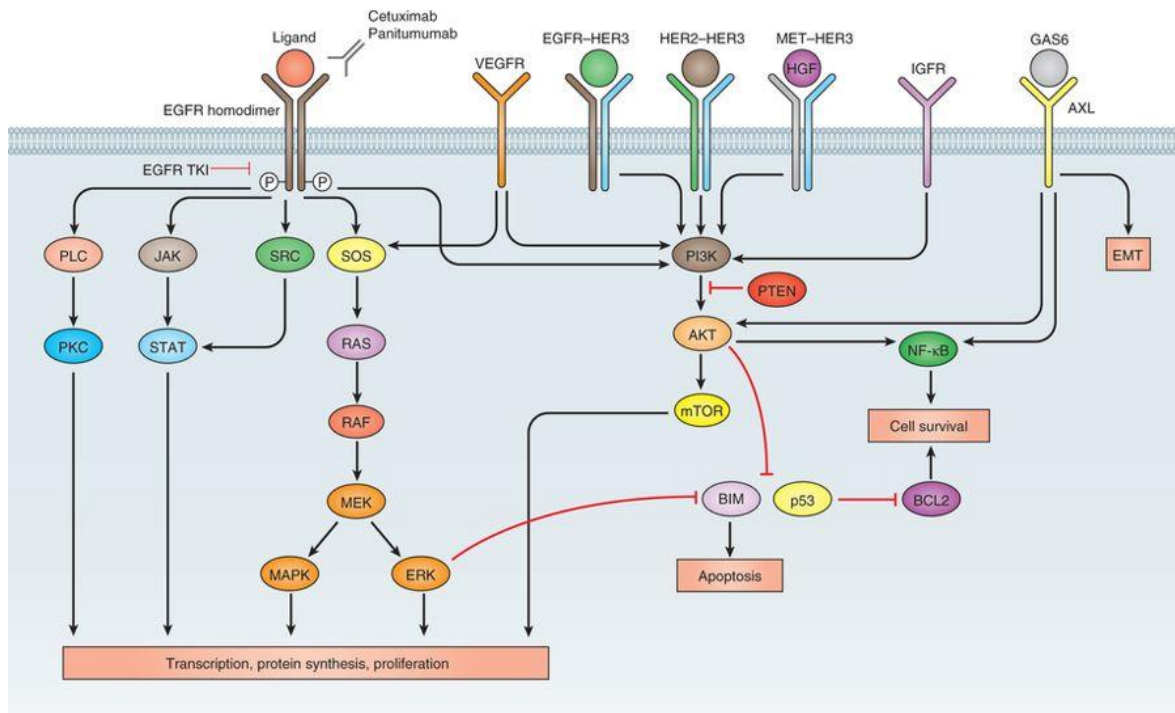 Cetuximab
Panitumumab
Ligand
VEGFR
EGFR–HER3
HER2–HER3
MET–HER3
HGF
IGFR
GAS6
AXL
EGFR homodimer
EGFR TKI
P
P
PLC
JAK
SRC
SOS
PI3K
EMT
PTEN
PKC
STAT
RAS
AKT
NF-κB
RAF
mTOR
Cell survival
MEK
BIM
p53
BCL2
MAPK
ERK
Apoptosis
Transcription, protein synthesis, proliferation